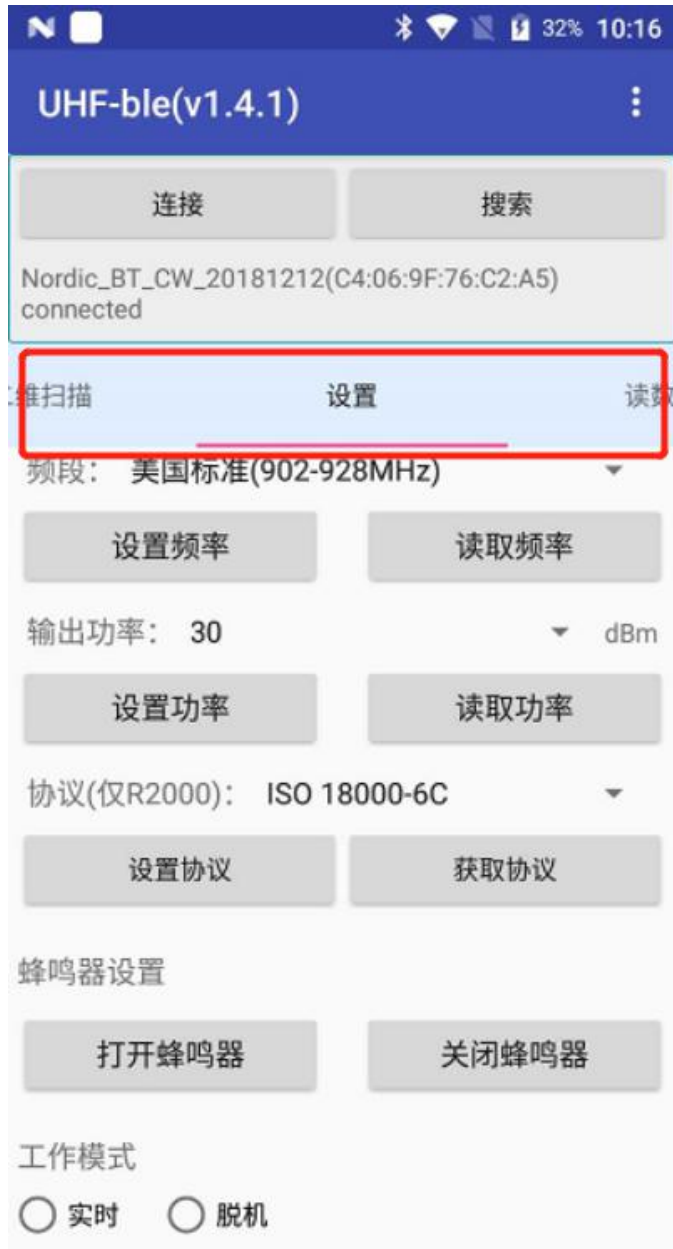 32% 10:16
UHF-ble(v1.4.1)
连接 搜索
Nordic_BT_CW_20181212(C4:06:9F:76:C2:A5)
connected
维扫描 设置 读数
频段： 美国标准(902-928MHz)
设置频率 读取频率
输出功率： 30 dBm
设置功率 读取功率
协议(仅R2000)： ISO 18000-6C
设置协议 获取协议
蜂鸣器设置
打开蜂鸣器 关闭蜂鸣器
工作模式
实时 脱机